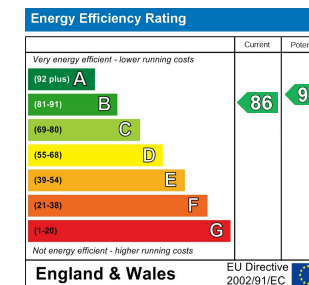 Energy Efficiency Rating
Current
Very energy efficient - lower running costs
(92 plus) A
(81-91) B
86
(69-80) C
(55-68) D
(39-54) E
(21-38) F
(1-20) G
Not energy efficient - higher running costs
England & Wales
EU Directive
2002/91/EC